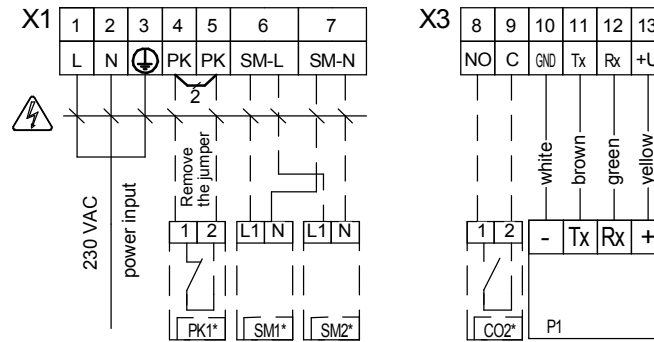 X1
1 2 3 4 5 6 7
L N PK PK SM-L SM-N
2
230 VAC
power input
Remove
the jumper
1 2 L1 N L1 N
PK1* SM1* SM2*
X3
8 9 10 11 12 13
NO C GND Tx Rx +U
white
brown
green
yellow
1 2 - Tx Rx +
CO2* P1